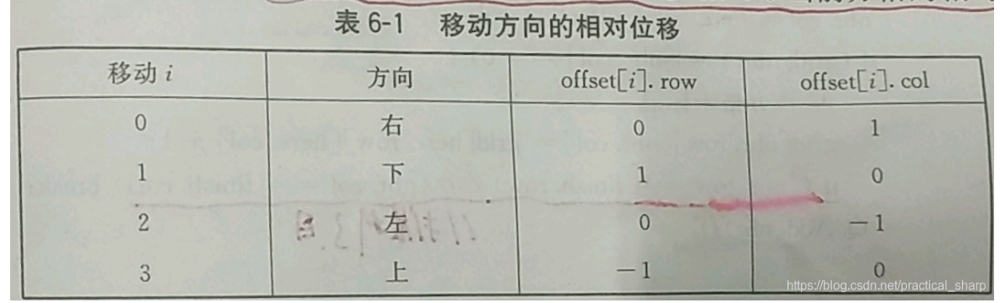 表 6-1 移动方向的相对位移
移动 i 方向 offset[i]. row offset[i]. col
0 右 0 1
1 下 1 0
2 左 0 -1
3 上 -1 0
https://blog.csdn.net/practical_sharp